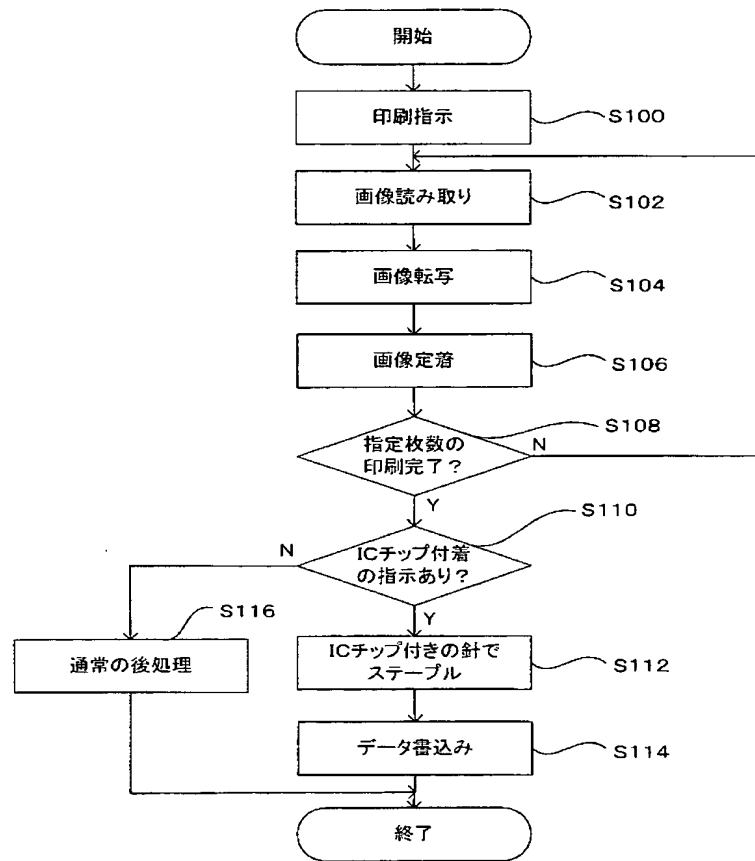 開始
印刷指示
S100
画像読み取り
S102
画像転写
S104
画像定着
S106
指定枚数の
印刷完了?
S108
N
Y
ICチップ付着
の指示あり?
S110
N
Y
S116
通常の後処理
ICチップ付きの針で
ステープル
S112
データ書込み
S114
終了